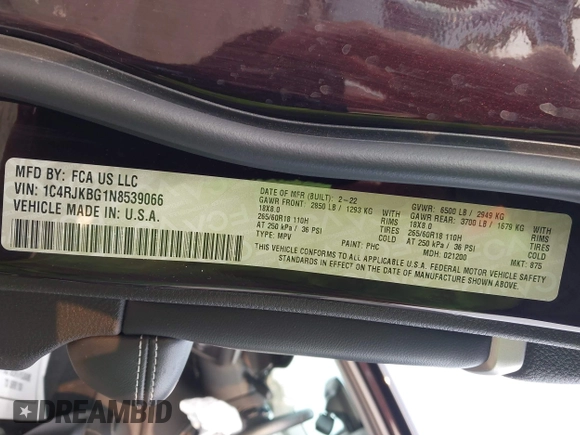 MFD BY: FCA US LLC
VIN: 1C4RJKBG1N8539066
VEHICLE MADE IN: U.S.A.
DATE OF MFR (BUILT): 2-22
GAWR FRONT: 2850 LB / 1293 KG WITH
18X8.0 RIMS
265/60R18 110H TIRES
AT 250 kPa / 36 PSI COLD
TYPE: MPV PAINT: PHC
GVWR: 6500 LB / 2949 KG
GAWR REAR: 3700 LB / 1679 KG WITH
18X8.0 RIMS
265/60R18 110H TIRES
AT 250 kPa / 36 PSI COLD
MDH: 021200 MKT: 875
THIS VEHICLE CONFORMS TO ALL APPLICABLE U.S.A. FEDERAL MOTOR VEHICLE SAFETY
STANDARDS IN EFFECT ON THE DATE OF MANUFACTURE SHOWN ABOVE.
DREAMBID